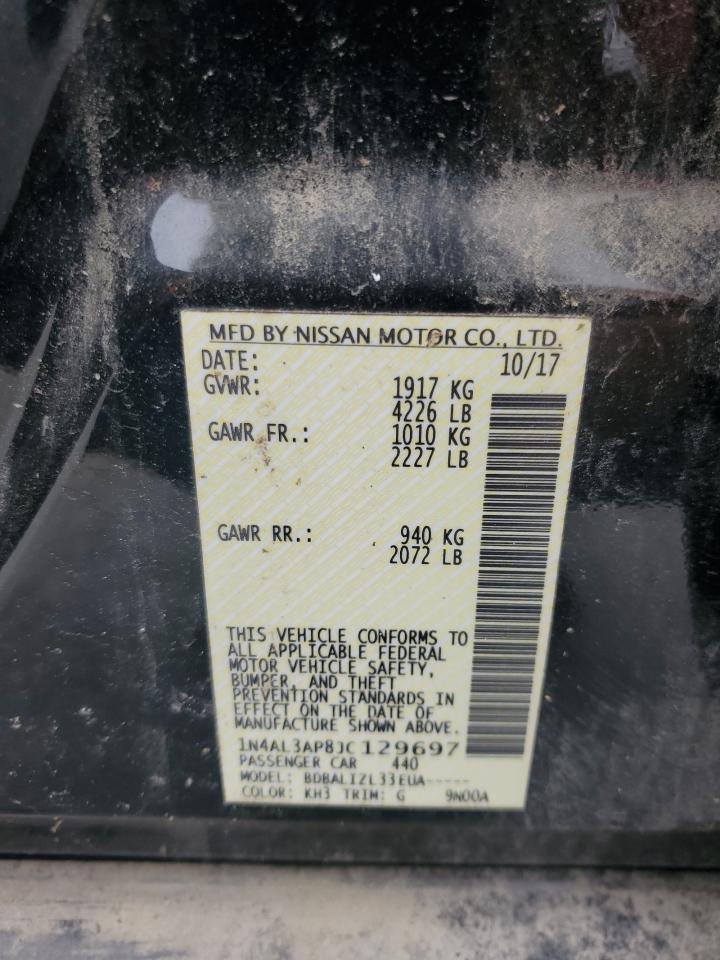 MFD BY NISSAN MOTOR CO., LTD.
DATE: 10/17
GVWR: 1917 KG
4226 LB
GAWR FR.: 1010 KG
2227 LB
GAWR RR.: 940 KG
2072 LB
THIS VEHICLE CONFORMS TO
ALL APPLICABLE FEDERAL
MOTOR VEHICLE SAFETY,
BUMPER, AND THEFT
PREVENTION STANDARDS IN
EFFECT ON THE DATE OF
MANUFACTURE SHOWN ABOVE.
1N4AL3AP8JC129697
PASSENGER CAR 440
MODEL: BDBALIZL33EUA-----
COLOR: KH3 TRIM: G 9N00A